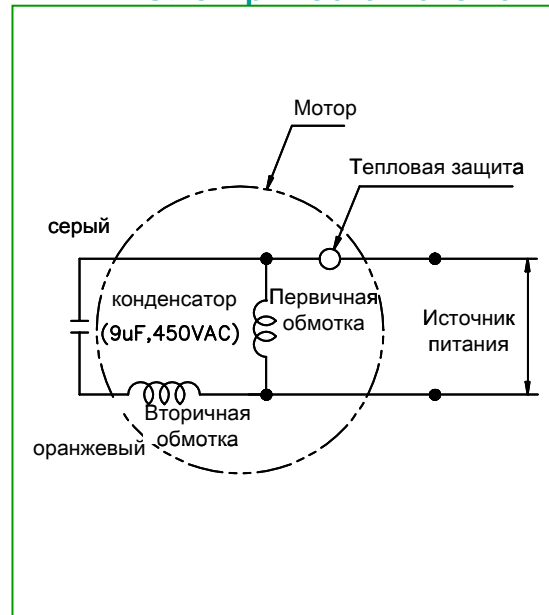 Мотор
Тепловая защита
серый
конденсатор
(9uF,450VAC)
Первичная
обмотка
Источник
питания
Вторичная
обмотка
оранжевый